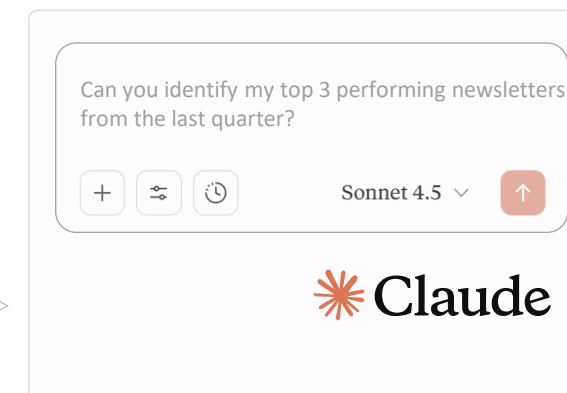 Can you identify my top 3 performing newsletters
from the last quarter?
Sonnet 4.5
Claude